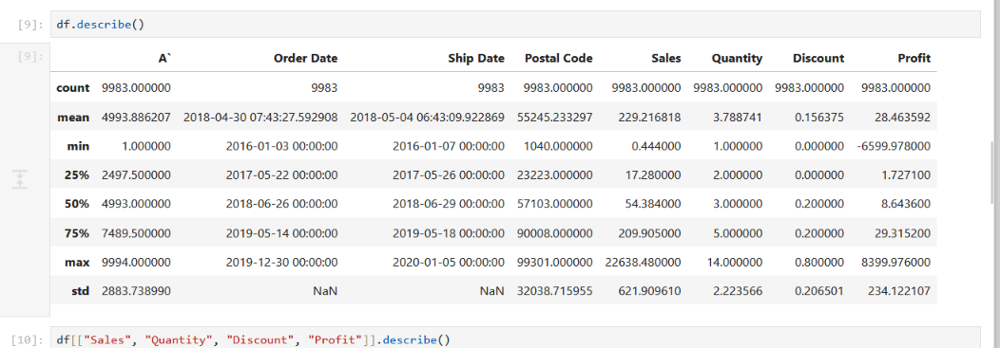 [9]: df.describe()
[9]: A` Order Date Ship Date Postal Code Sales Quantity Discount Profit
count 9983.000000 9983 9983 9983.000000 9983.000000 9983.000000 9983.000000 9983.000000
mean 4993.886207 2018-04-30 07:43:27.592908 2018-05-04 06:43:09.922869 55245.233297 229.216818 3.788741 0.156375 28.463592
min 1.000000 2016-01-03 00:00:00 2016-01-07 00:00:00 1040.000000 0.444000 1.000000 0.000000 -6599.978000
25% 2497.500000 2017-05-22 00:00:00 2017-05-26 00:00:00 23223.000000 17.280000 2.000000 0.000000 1.727100
50% 4993.000000 2018-06-26 00:00:00 2018-06-29 00:00:00 57103.000000 54.384000 3.000000 0.200000 8.643600
75% 7489.500000 2019-05-14 00:00:00 2019-05-18 00:00:00 90008.000000 209.905000 5.000000 0.200000 29.315200
max 9994.000000 2019-12-30 00:00:00 2020-01-05 00:00:00 99301.000000 22638.480000 14.000000 0.800000 8399.976000
std 2883.738990 NaN NaN 32038.715955 621.909610 2.223566 0.206501 234.122107
[10]: df[["Sales", "Quantity", "Discount", "Profit"]].describe()